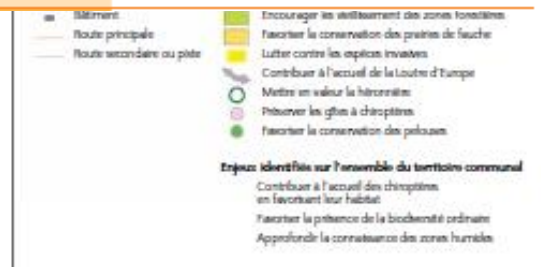 Bâtiment
Route principale
Route secondaire ou piste
Encourager les vieillissement des zones forestières
Favoriser la conservation des prairies de fauche
Lutter contre les espèces invasives
Contribuer à l'accueil de la Loutre d'Europe
Mettre en valeur la héronnière
Préserver les gîtes à chiroptères
Favoriser la conservation des pelouses
Enjeux identifiés sur l'ensemble du territoire communal
Contribuer à l'accueil des chiroptères
en favorisant leur habitat
Favoriser la présence de la biodiversité ordinaire
Approfondir la connaissance des zones humides